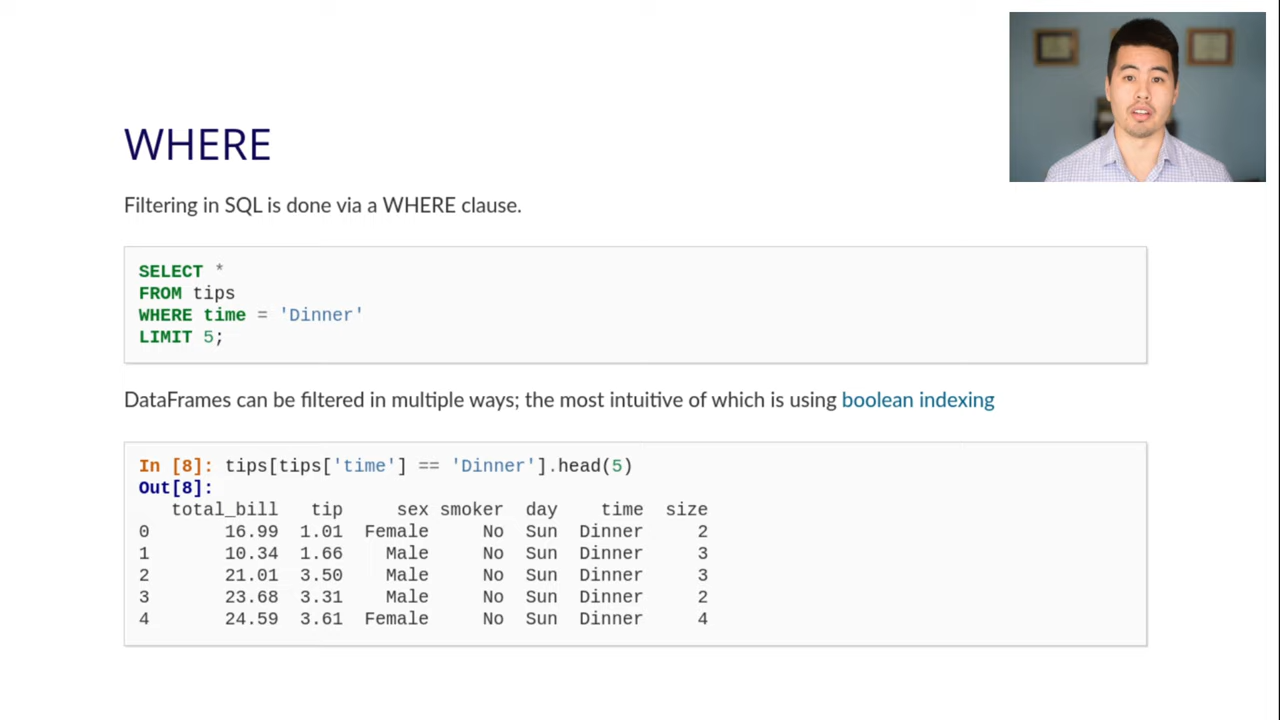 WHERE
Filtering in SQL is done via a WHERE clause.
SELECT *
FROM tips
WHERE time = 'Dinner'
LIMIT 5;
DataFrames can be filtered in multiple ways; the most intuitive of which is using boolean indexing
In [8]: tips[tips['time'] == 'Dinner'].head(5)
Out[8]:
total_bill tip sex smoker day time size
0 16.99 1.01 Female No Sun Dinner 2
1 10.34 1.66 Male No Sun Dinner 3
2 21.01 3.50 Male No Sun Dinner 3
3 23.68 3.31 Male No Sun Dinner 2
4 24.59 3.61 Female No Sun Dinner 4